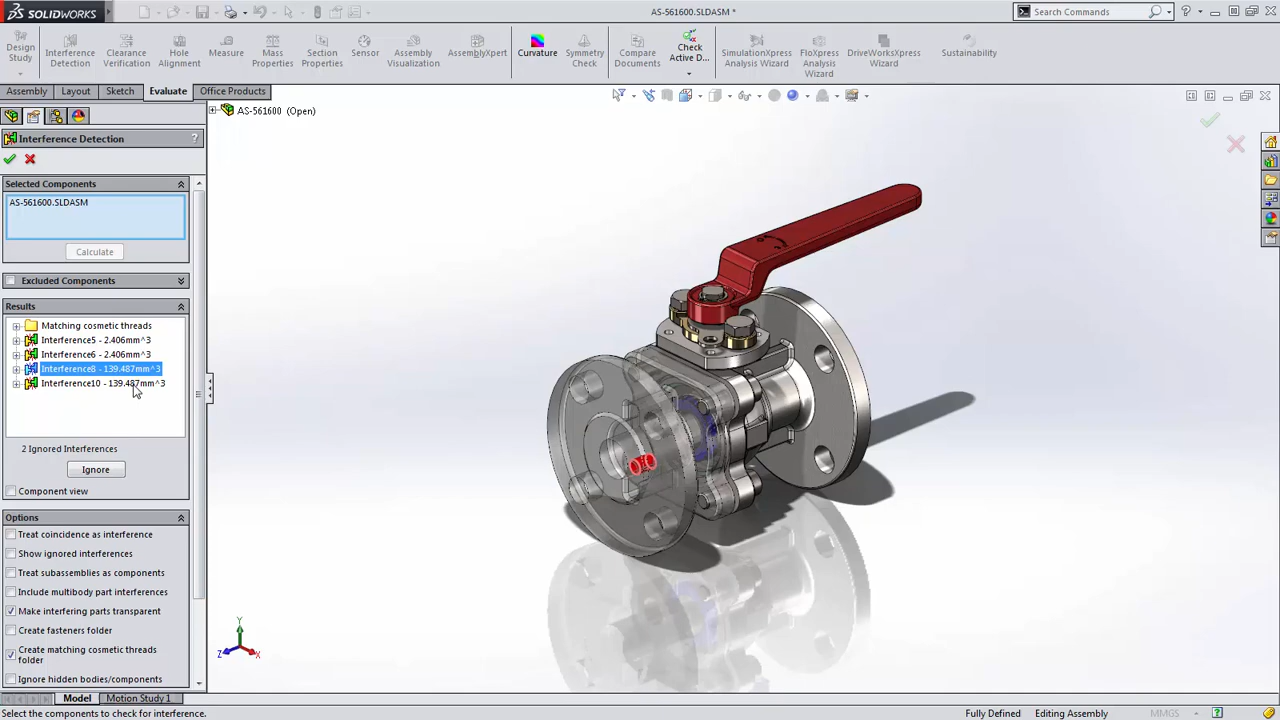 SOLIDWORKS
AS-561600.SLDASM *
Search Commands
Design Study
Interference Detection
Clearance Verification
Hole Alignment
Measure
Mass Properties
Section Properties
Sensor
Assembly Visualization
AssemblyXpert
Curvature
Symmetry Check
Compare Documents
Check Active D...
SimulationXpress Analysis Wizard
FloXpress Analysis Wizard
DriveWorksXpress Wizard
Sustainability
Assembly
Layout
Sketch
Evaluate
Office Products
AS-561600 (Open)
Interference Detection
?
Selected Components
AS-561600.SLDASM
Calculate
Excluded Components
Results
Matching cosmetic threads
Interference5 - 2.406mm^3
Interference6 - 2.406mm^3
Interference8 - 139.487mm^3
Interference10 - 139.487mm^3
2 Ignored Interferences
Ignore
Component view
Options
Treat coincidence as interference
Show ignored interferences
Treat subassemblies as components
Include multibody part interferences
Make interfering parts transparent
Create fasteners folder
Create matching cosmetic threads
folder
Ignore hidden bodies/components
Y
Z
X
Model
Motion Study 1
Select the components to check for interference.
Fully Defined
Editing Assembly
MMGS